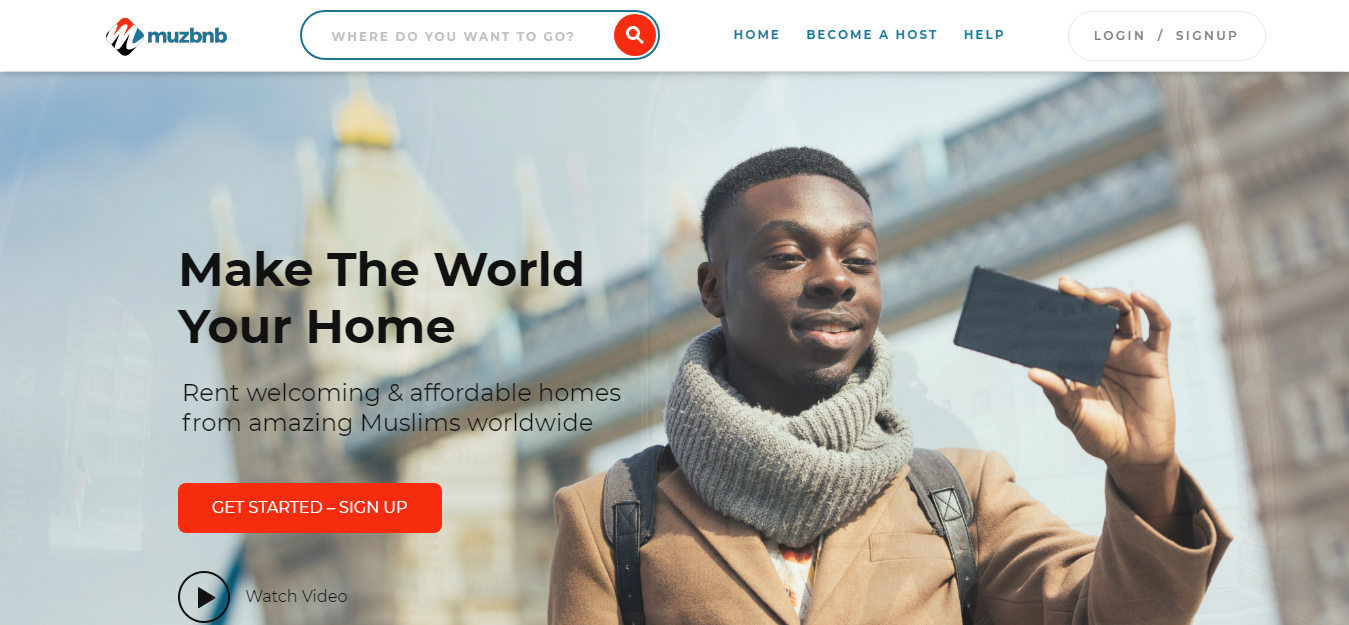 muzbnb
WHERE DO YOU WANT TO GO?
HOME
BECOME A HOST
HELP
LOGIN / SIGNUP
Make The World
Your Home
Rent welcoming & affordable homes
from amazing Muslims worldwide
GET STARTED – SIGN UP
Watch Video